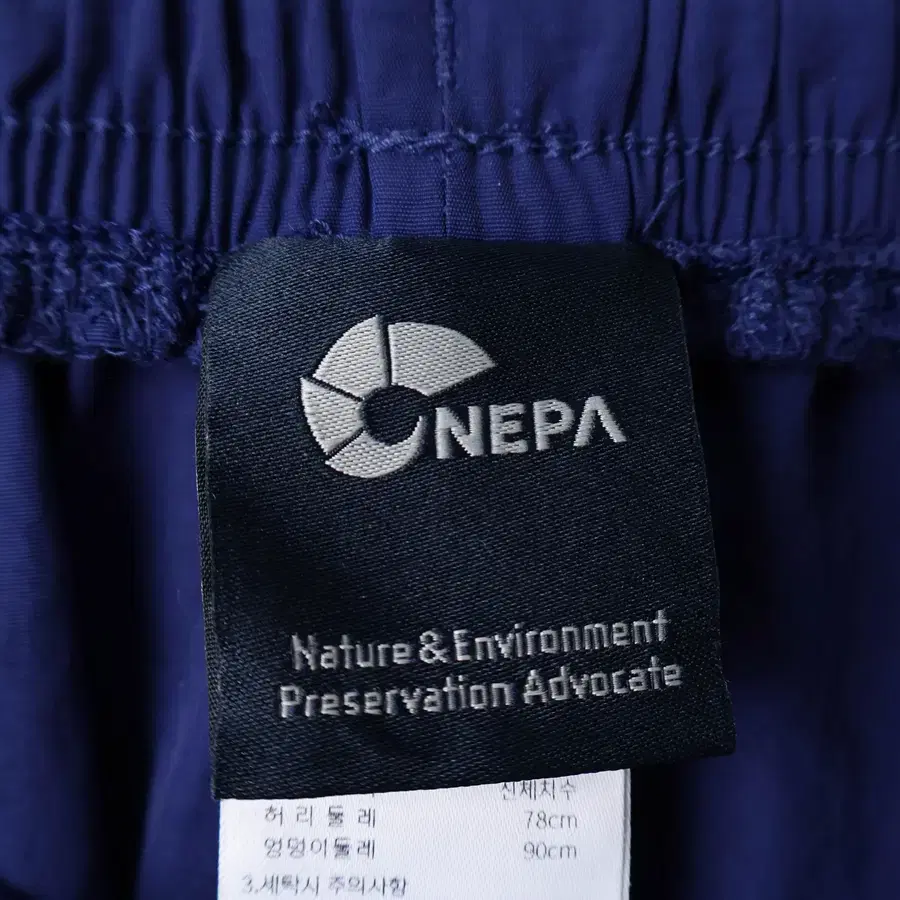 NEPA
Nature & Environment
Preservation Advocate
신체치수
허리둘레 78cm
엉덩이둘레 90cm
3.세탁시 주의사항